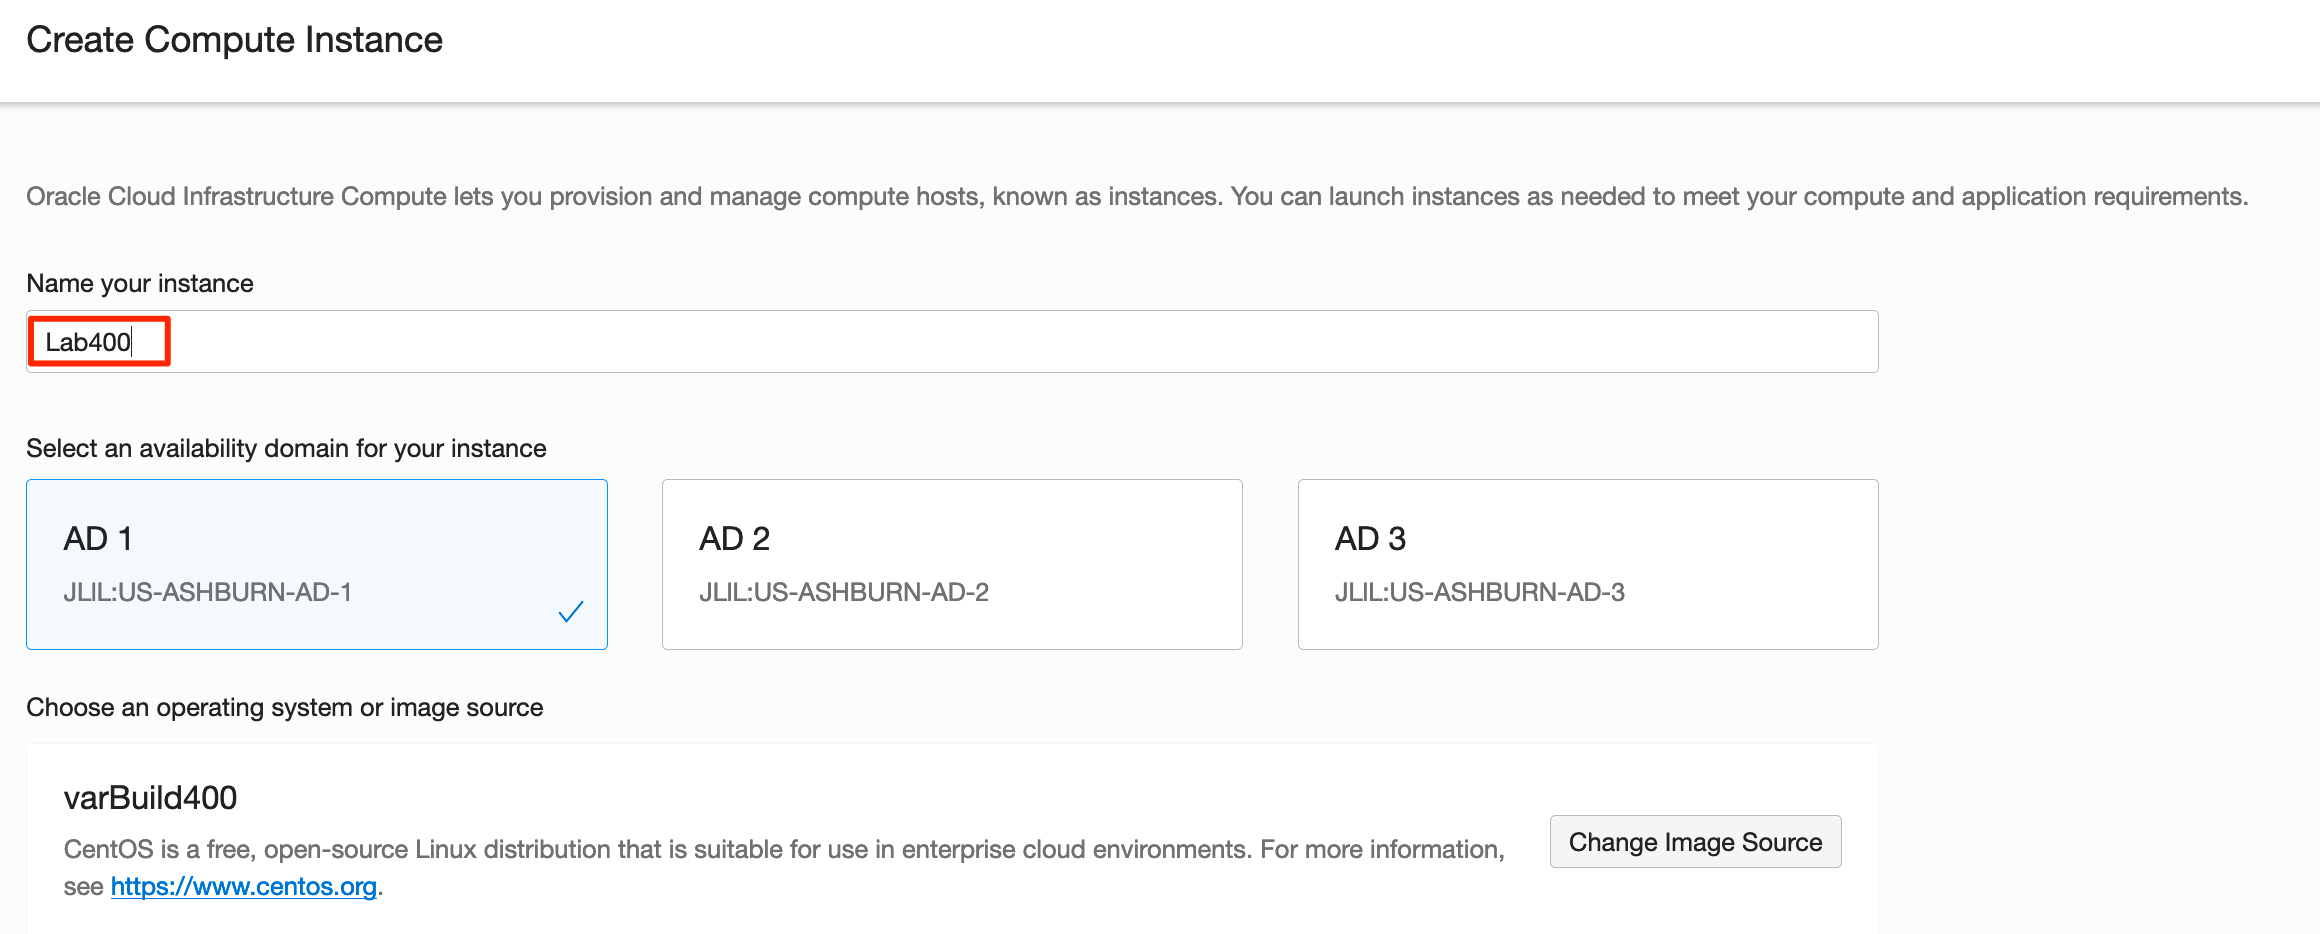 Create Compute Instance
Oracle Cloud Infrastructure Compute lets you provision and manage compute hosts, known as instances. You can launch instances as needed to meet your compute and application requirements.
Name your instance
Lab400
Select an availability domain for your instance
AD 1
JLIL:US-ASHBURN-AD-1
AD 2
JLIL:US-ASHBURN-AD-2
AD 3
JLIL:US-ASHBURN-AD-3
Choose an operating system or image source
varBuild400
CentOS is a free, open-source Linux distribution that is suitable for use in enterprise cloud environments. For more information,
see https://www.centos.org.
Change Image Source